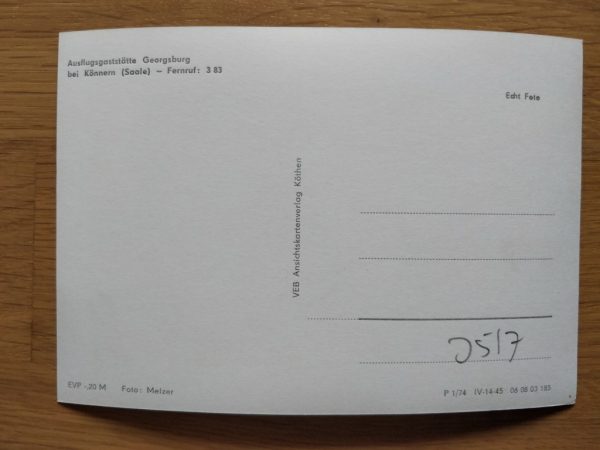 Ausflugsgaststätte Georgsburg
bei Könnern (Saale) – Fernruf: 3 83
Echt Foto
VEB Ansichtskartenverlag Köthen
EVP -,20 M Foto: Melzer
P 1/74 IV-14-45 06 08 03 185